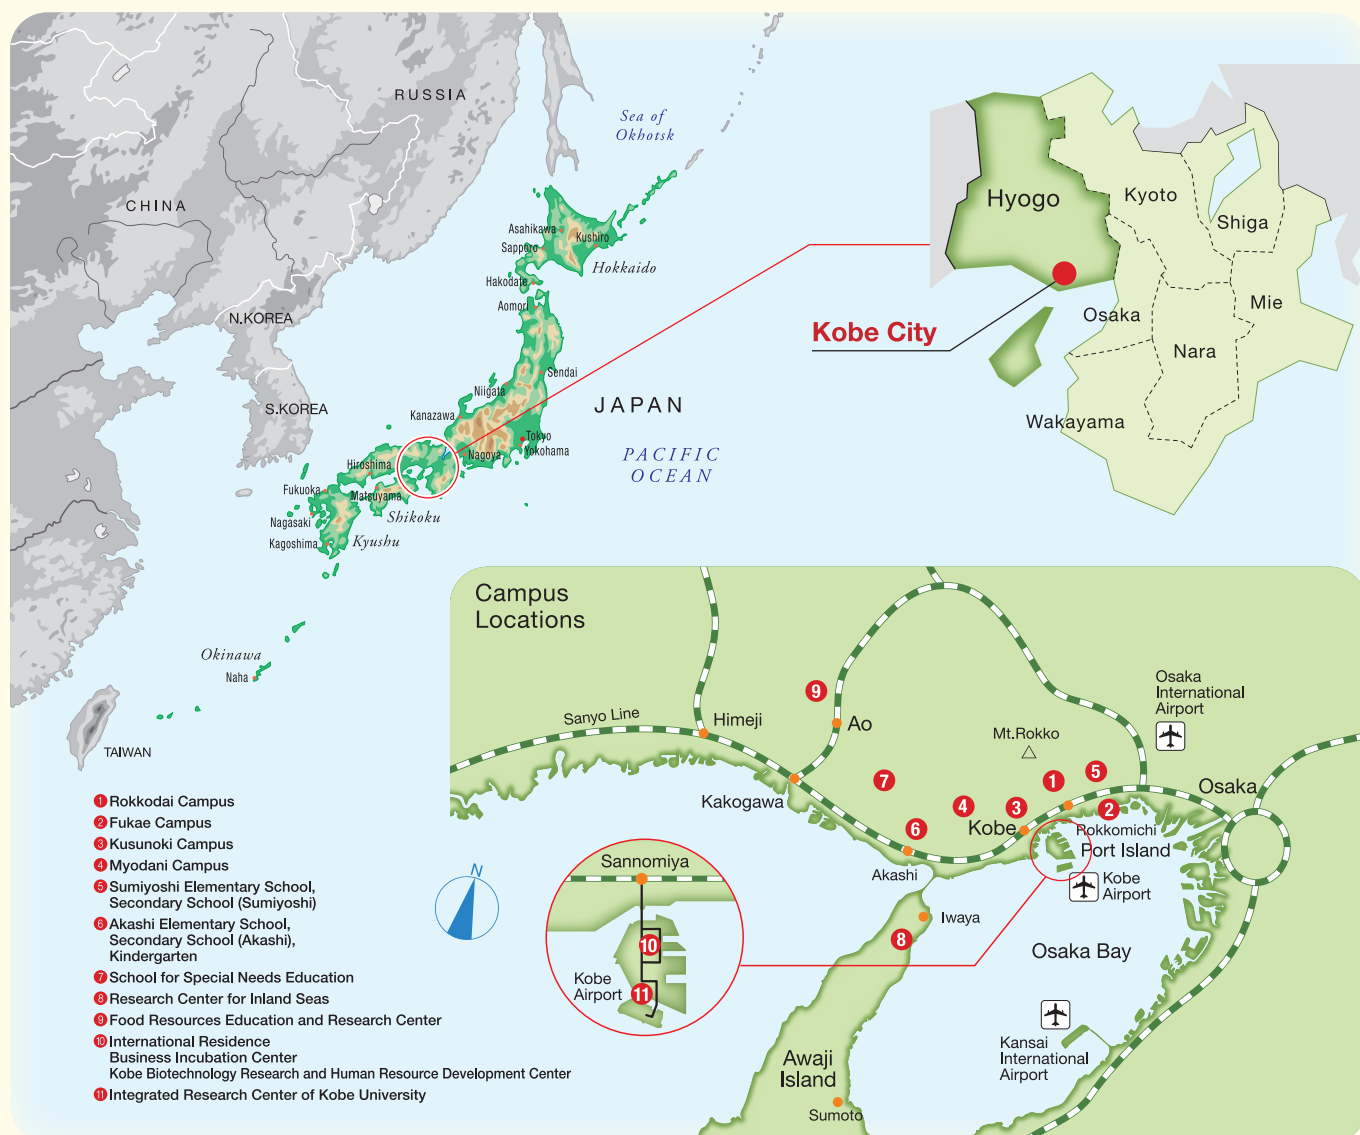 RUSSIA
Sea of
Okhotsk
CHINA
Asahikawa
Kushiro
Sapporo
Hokkaido
Hakodate
Aomori
N.KOREA
Sendai
Niigata
S.KOREA
Kanazawa
JAPAN
Tokyo
Yokohama
Nagoya
Hiroshima
PACIFIC
OCEAN
Fukuoka
Matsuyama
Shikoku
Nagasaki
Kagoshima
Kyushu
Okinawa
Naha
TAIWAN
Hyogo
Kyoto
Shiga
Kobe City
Osaka
Mie
Nara
Wakayama
Campus
Locations
Sanyo Line
Himeji
9
Ao
Osaka
International
Airport
Mt.Rokko
Kakogawa
7
4
3
1
5
2
Osaka
6
Kobe
Rokkomichi
Port Island
Akashi
Kobe
Airport
Iwaya
8
Osaka Bay
Sannomiya
10
Kobe
Airport
11
Kansai
International
Airport
Awaji
Island
Sumoto
N
1 Rokkodai Campus
2 Fukae Campus
3 Kusunoki Campus
4 Myodani Campus
5 Sumiyoshi Elementary School,
Secondary School (Sumiyoshi)
6 Akashi Elementary School,
Secondary School (Akashi),
Kindergarten
7 School for Special Needs Education
8 Research Center for Inland Seas
9 Food Resources Education and Research Center
10 International Residence
Business Incubation Center
Kobe Biotechnology Research and Human Resource Development Center
11 Integrated Research Center of Kobe University